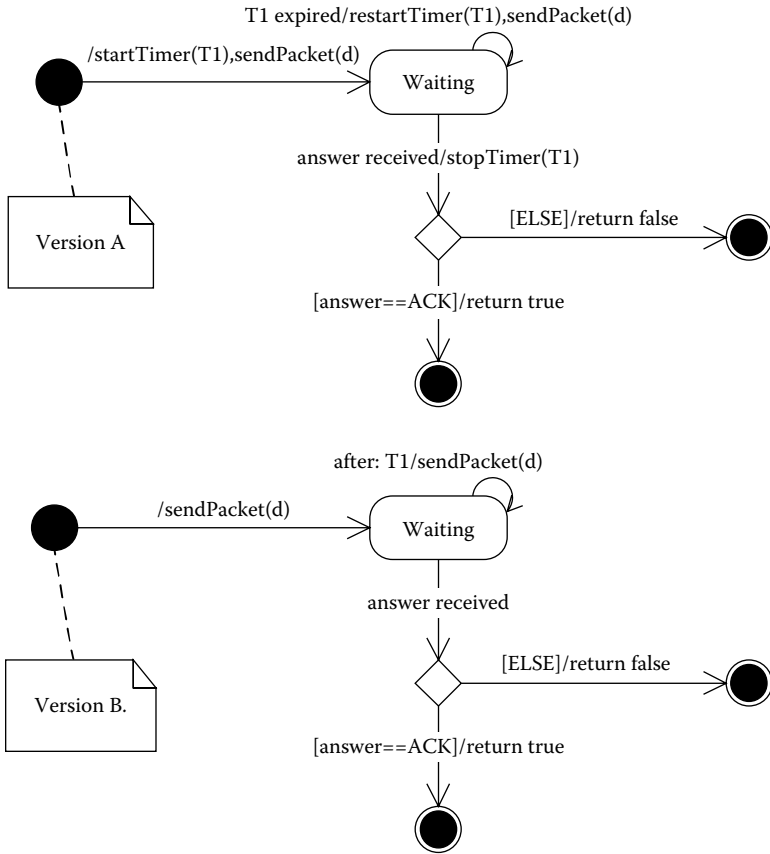 T1 expired/restartTimer(T1),sendPacket(d)
/startTimer(T1),sendPacket(d)
Waiting
answer received/stopTimer(T1)
Version A
[ELSE]/return false
[answer==ACK]/return true
after: T1/sendPacket(d)
/sendPacket(d)
Waiting
answer received
Version B.
[ELSE]/return false
[answer==ACK]/return true